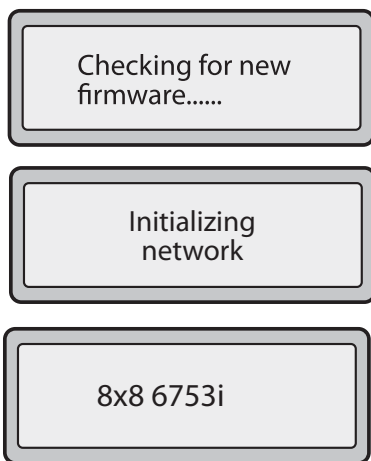 Checking for new
firmware......
Initializing
network
8x8 6753i